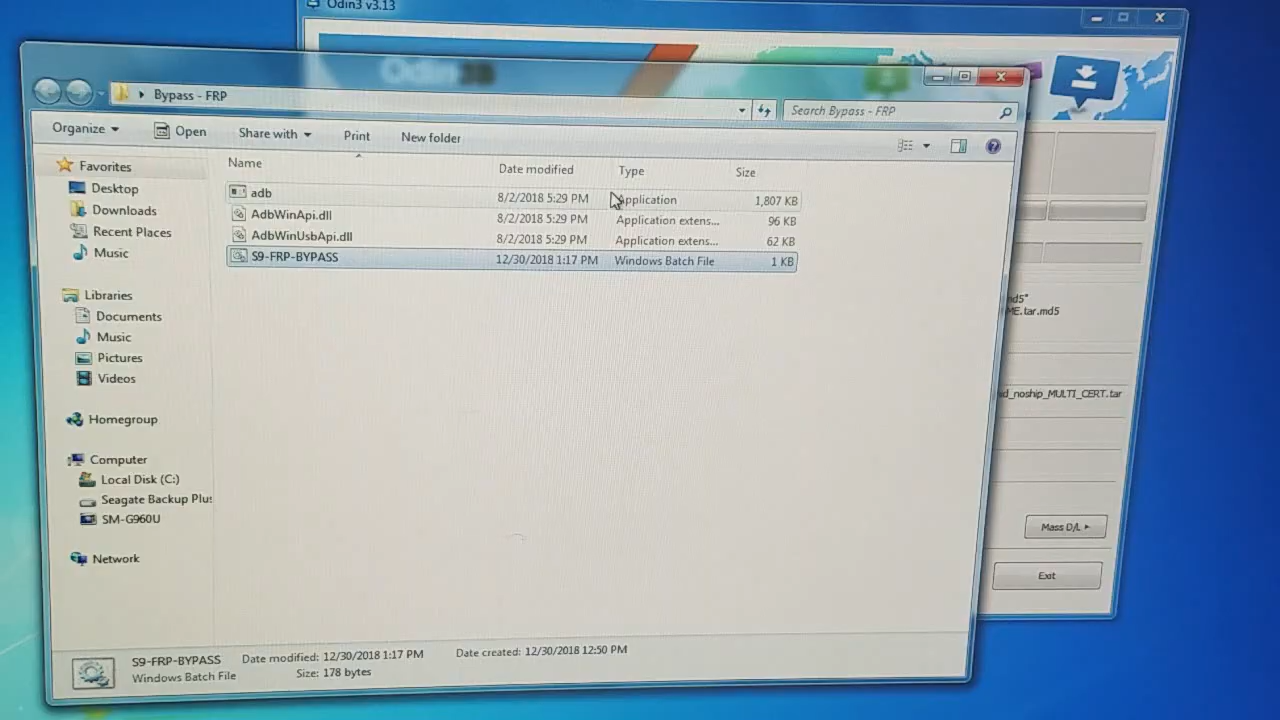 Odin3 v3.13
Bypass - FRP
Search Bypass - FRP
Organize Open Share with Print New folder
Name Date modified Type Size
Favorites
Desktop
Downloads
Recent Places
Music
Libraries
Documents
Music
Pictures
Videos
Homegroup
Computer
Local Disk (C:)
Seagate Backup Plus
SM-G960U
Network
adb 8/2/2018 5:29 PM Application 1,807 KB
AdbWinApi.dll 8/2/2018 5:29 PM Application extens... 96 KB
AdbWinUsbApi.dll 8/2/2018 5:29 PM Application extens... 62 KB
S9-FRP-BYPASS 12/30/2018 1:17 PM Windows Batch File 1 KB
md5"
ME.tar.md5
d_noship_MULTI_CERT.tar
Mass D/L
Exit
S9-FRP-BYPASS Date modified: 12/30/2018 1:17 PM Date created: 12/30/2018 12:50 PM
Windows Batch File Size: 178 bytes